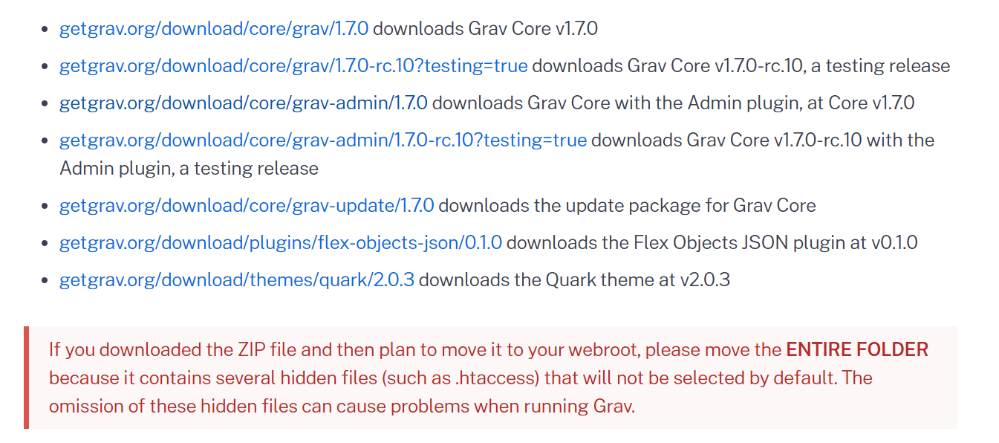 getgrav.org/download/core/grav/1.7.0 downloads Grav Core v1.7.0
getgrav.org/download/core/grav/1.7.0-rc.10?testing=true downloads Grav Core v1.7.0-rc.10, a testing release
getgrav.org/download/core/grav-admin/1.7.0 downloads Grav Core with the Admin plugin, at Core v1.7.0
getgrav.org/download/core/grav-admin/1.7.0-rc.10?testing=true downloads Grav Core v1.7.0-rc.10 with the
Admin plugin, a testing release
getgrav.org/download/core/grav-update/1.7.0 downloads the update package for Grav Core
getgrav.org/download/plugins/flex-objects-json/0.1.0 downloads the Flex Objects JSON plugin at v0.1.0
getgrav.org/download/themes/quark/2.0.3 downloads the Quark theme at v2.0.3
If you downloaded the ZIP file and then plan to move it to your webroot, please move the ENTIRE FOLDER
because it contains several hidden files (such as .htaccess) that will not be selected by default. The
omission of these hidden files can cause problems when running Grav.